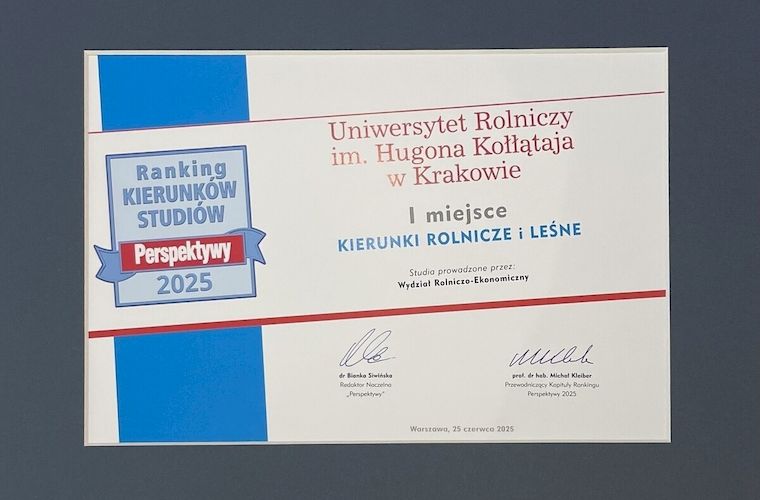 Ranking
KIERUNKÓW
STUDIÓW
Perspektywy
2025
Uniwersytet Rolniczy
im. Hugona Kołłątaja
w Krakowie
I miejsce
KIERUNKI ROLNICZE i LEŚNE
Studia prowadzone przez:
Wydział Rolniczo-Ekonomiczny
dr Bianka Siwińska
Redaktor Naczelna
„Perspektywy”
prof. dr hab. Michał Kleiber
Przewodniczący Kapituły Rankingu
Perspektywy 2025
Warszawa, 25 czerwca 2025